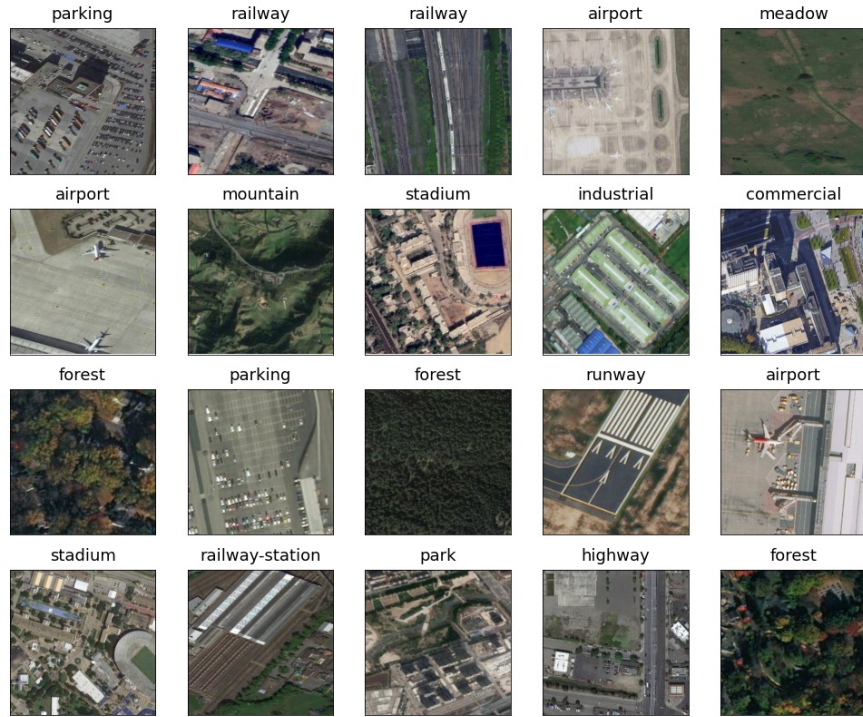 parking railway railway airport meadow
airport mountain stadium industrial commercial
forest parking forest runway airport
stadium railway-station park highway forest